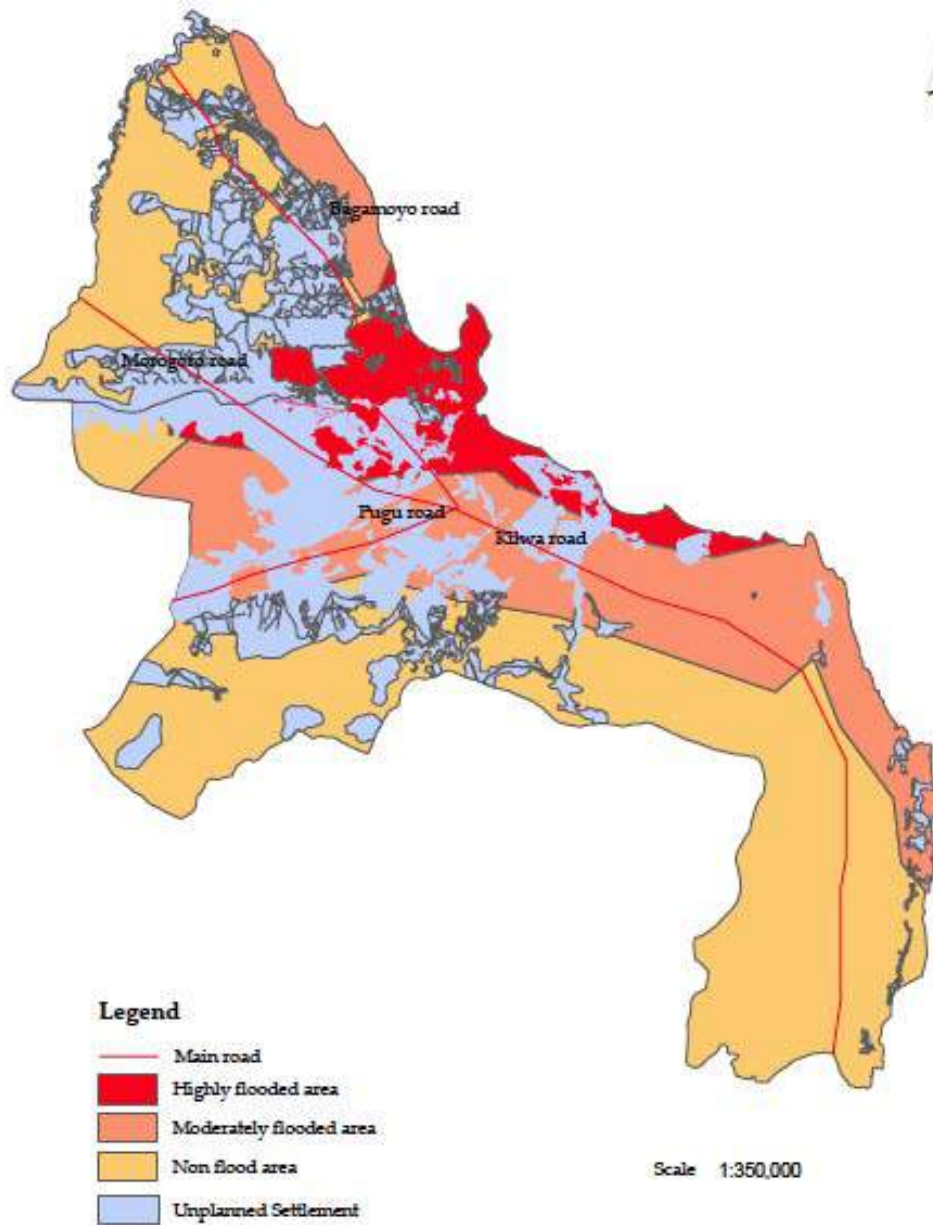 Bagamoyo road
Morogoro road
Pugu road
Kilwa road
Legend
Main road
Highly flooded area
Moderately flooded area
Non flood area
Unplanned Settlement
Scale 1:350,000